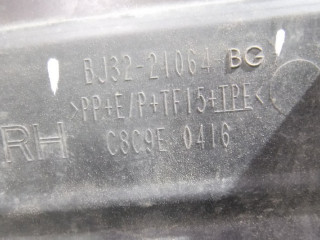 BJ32-21064 BG
>PP+E/P+TF15+TPE<
RH C8C9E 0416